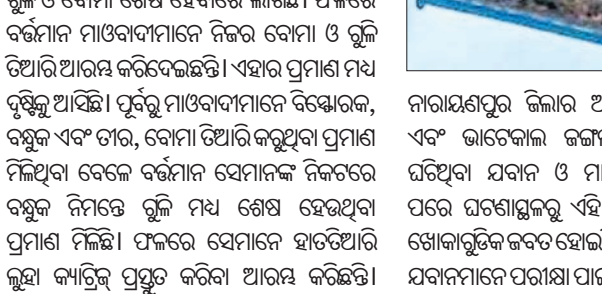 ଗୁଳି ଓ ବୋମା ଶେଷ ହେବାରେ ଲାଗିଛି। ଫଳରେ
ବର୍ତ୍ତମାନ ମାଓବାଦୀମାନେ ନିଜର ବୋମା ଓ ଗୁଳି
ତିଆରି ଆରମ୍ଭ କରିଦେଇଛନ୍ତି। ଏହାର ପ୍ରମାଣ ମଧ୍ୟ
ଦୃଷ୍ଟିକୁ ଆସିଛି। ପୂର୍ବରୁ ମାଓବାଦୀମାନେ ବିସ୍ଫୋରକ,
ବନ୍ଧୁକ ଏବଂ ତୀର, ବୋମା ତିଆରି କରୁଥିବା ପ୍ରମାଣ
ମିଳିଥିବା ବେଳେ ବର୍ତ୍ତମାନ ସେମାନଙ୍କ ନିକଟରେ
ବନ୍ଧୁକ ନିମନ୍ତେ ଗୁଳି ମଧ୍ୟ ଶେଷ ହେଉଥିବା
ପ୍ରମାଣ ମିଳିଛି। ଫଳରେ ସେମାନେ ହାତତିଆରି
ଲୁହା କ୍ୟାଟ୍ରିଜ୍ ପ୍ରସ୍ତୁତ କରିବା ଆରମ୍ଭ କରିଛନ୍ତି।
ନାରାୟଣପୁର ଜିଲାର
ଏବଂ ଭାଟେକାଲ ଜଙ୍ଗ
ଘଟିଥିବା ଯବାନ ଓ ମା
ପରେ ଘଟଣାସ୍ଥଳରୁ ଏହି
ଖୋକାଗୁଡିକ ଜବତ ହୋଇ
ଯବାନମାନେ ପରୀକ୍ଷା ପାଇ